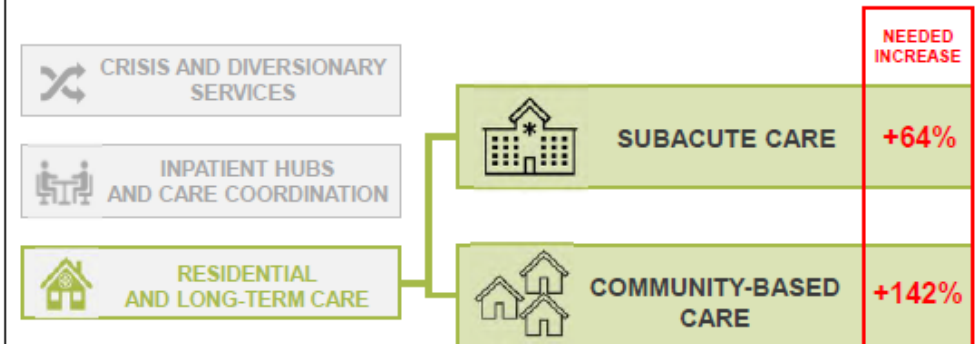 NEEDED
INCREASE
CRISIS AND DIVERSIONARY
SERVICES
SUBACUTE CARE
+64%
INPATIENT HUBS
AND CARE COORDINATION
RESIDENTIAL
AND LONG-TERM CARE
COMMUNITY-BASED
CARE
+142%